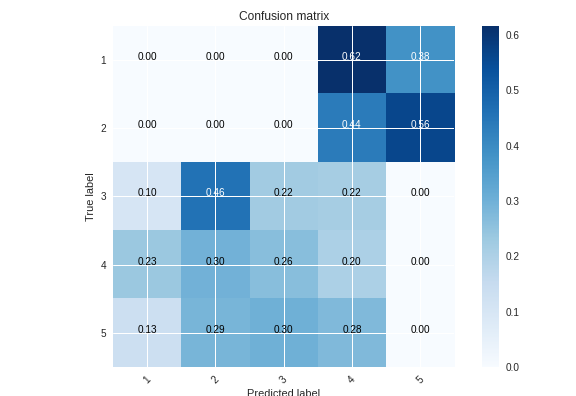 Confusion matrix
1 0.00 0.00 0.00 0.62 0.38
2 0.00 0.00 0.00 0.44 0.56
3 0.10 0.46 0.22 0.22 0.00
4 0.23 0.30 0.26 0.20 0.00
5 0.13 0.29 0.30 0.28 0.00
True label
1 2 3 4 5
Predicted label
0.6
0.5
0.4
0.3
0.2
0.1
0.0